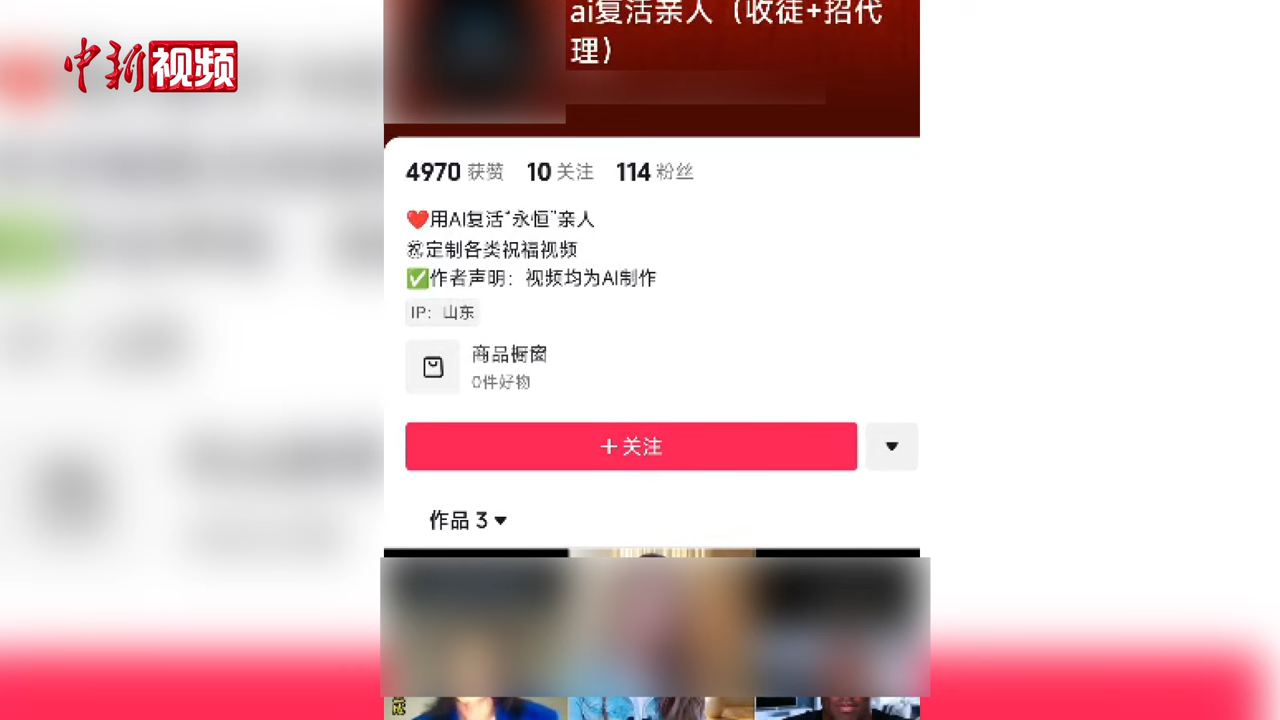 中新视频
ai复活亲人（收徒+招代
理）
4970 获赞 10 关注 114 粉丝
❤️用AI复活“永恒”亲人
㊗️定制各类祝福视频
✅作者声明：视频均为AI制作
IP：山东
商品橱窗
0件好物
+ 关注
作品 3